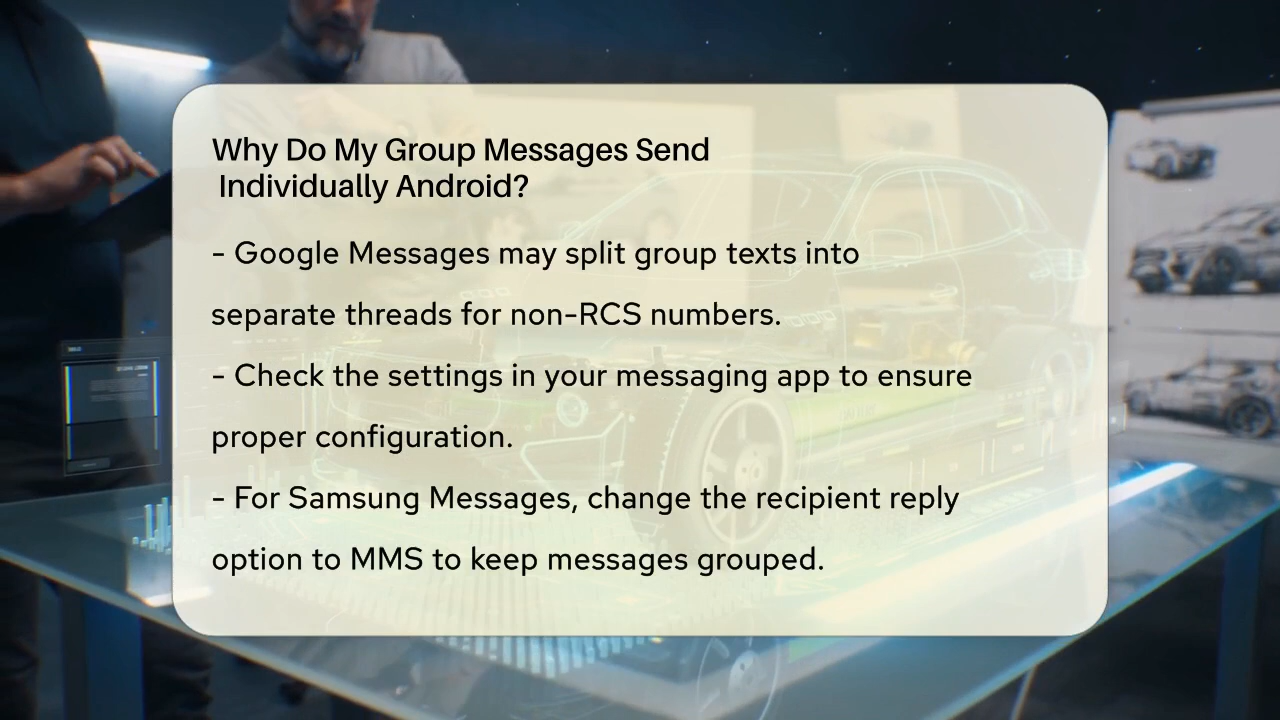 Why Do My Group Messages Send
Individually Android?
- Google Messages may split group texts into
separate threads for non-RCS numbers.
- Check the settings in your messaging app to ensure
proper configuration.
- For Samsung Messages, change the recipient reply
option to MMS to keep messages grouped.